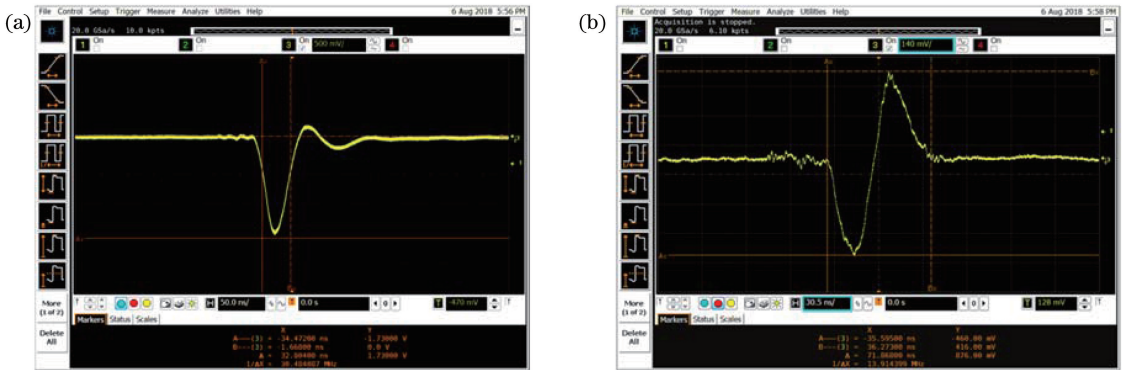 (a)
File Control Setup Trigger Measure Analyze Utilities Help 6 Aug 2018 5:56 PM
20.0 GSa/s 10.0 kpts
1 On 2 On 3 On 500 mV/ 4 On
More
(1 of 2)
Delete
All
H 50.0 ns/ T 0.0 s 0 T -470 mV
Markers Status Scales
X Y
A---(3) = -34.47200 ns -1.73000 V
B---(3) = -1.66800 ns 0.0 V
Δ = 32.80400 ns 1.73000 V
1/ΔX = 30.484087 MHz
(b)
File Control Setup Trigger Measure Analyze Utilities Help 6 Aug 2018 5:58 PM
Acquisition is stopped.
20.0 GSa/s 6.10 kpts
1 On 2 On 3 On 140 mV/ 4 On
More
(1 of 2)
Delete
All
H 30.5 ns/ T 0.0 s 0 T 128 mV
Markers Status Scales
X Y
A---(3) = -35.59500 ns -460.00 mV
B---(3) = 36.27300 ns 416.00 mV
Δ = 71.86800 ns 876.00 mV
1/ΔX = 13.914399 MHz